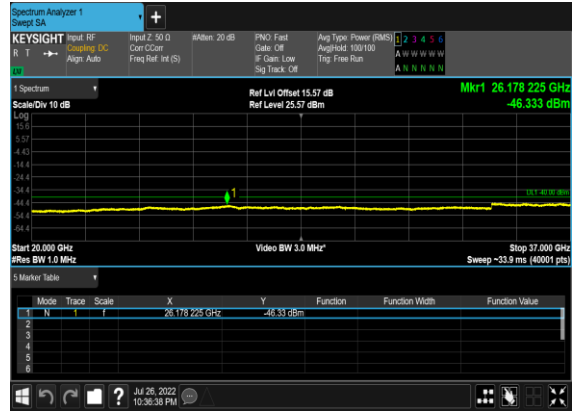 Spectrum Analyzer 1
Swept SA
+
KEYSIGHT Input: RF Input Z: 50 Ω #Atten: 20 dB PNO: Fast Avg Type: Power (RMS) 1 2 3 4 5 6
R T Coupling: DC Corr CCorr Gate: Off Avg|Hold: 100/100 A W W W W W
Align: Auto Freq Ref: Int (S) IF Gain: Low Trig: Free Run
Sig Track: Off A N N N N N
1 Spectrum Ref Lvl Offset 15.57 dB Mkr1 26.178 225 GHz
Scale/Div 10 dB Ref Level 25.57 dBm -46.333 dBm
Log
15.6
5.57
-4.43
-14.4
-24.4
-34.4 1 DL1 -40.00 dBm
-44.4
-54.4
-64.4
Start 20.000 GHz Video BW 3.0 MHz* Stop 37.000 GHz
#Res BW 1.0 MHz Sweep ~33.9 ms (40001 pts)
5 Marker Table
Mode Trace Scale X Y Function Function Width Function Value
1 N 1 f 26.178 225 GHz -46.33 dBm
2
3
4
5
6
? Jul 26, 2022
10:36:38 PM